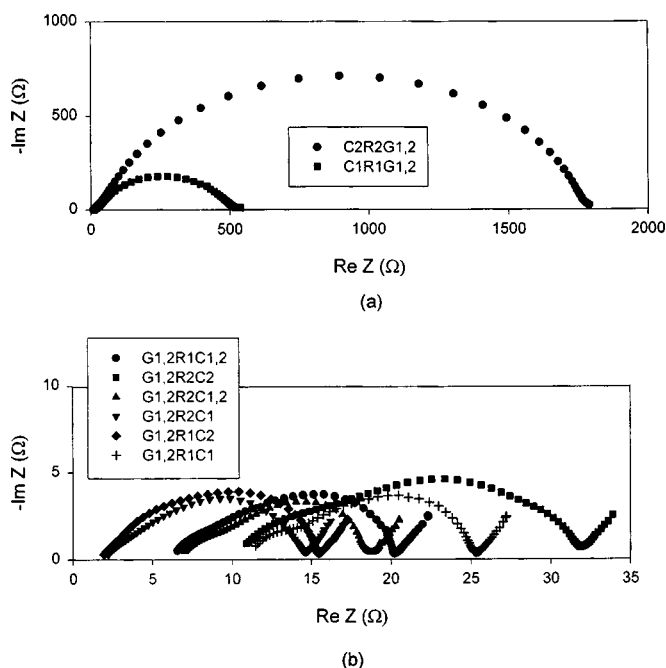 1000
500
0
-Im Z (Ω)
C2R2G1,2
C1R1G1,2
0
500
1000
1500
2000
Re Z (Ω)
(a)
G1,2R1C1,2
G1,2R2C2
G1,2R2C1,2
G1,2R2C1
G1,2R1C2
G1,2R1C1
10
5
0
-Im Z (Ω)
0
5
10
15
20
25
30
35
Re Z (Ω)
(b)